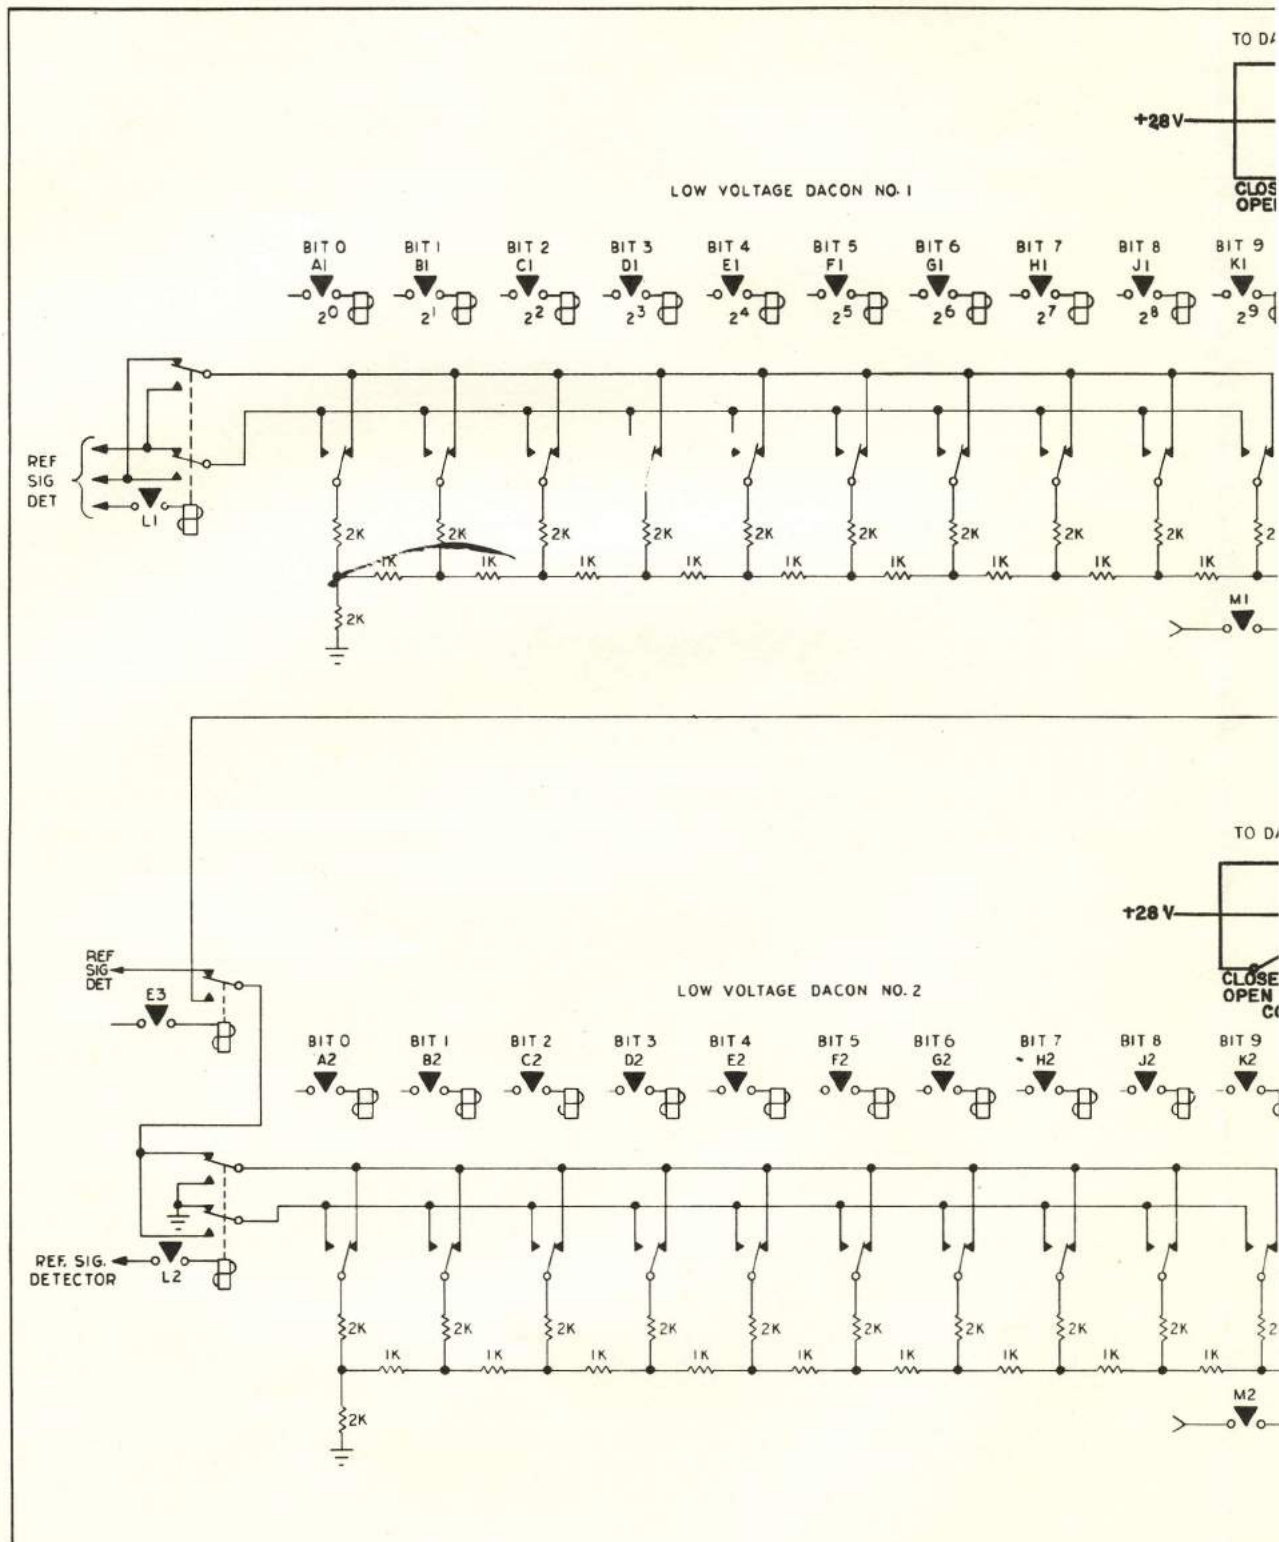 TO DA
+28V
CLOS
OPEN
LOW VOLTAGE DACON NO. 1
BIT 0 BIT 1 BIT 2 BIT 3 BIT 4 BIT 5 BIT 6 BIT 7 BIT 8 BIT 9
A1 B1 C1 D1 E1 F1 G1 H1 J1 K1
2⁰ 2¹ 2² 2³ 2⁴ 2⁵ 2⁶ 2⁷ 2⁸ 2⁹
REF
SIG
DET
L1
2K 2K 2K 2K 2K 2K 2K 2K 2K 2
1K 1K 1K 1K 1K 1K 1K 1K 1K
2K
M1
TO DA
+28V
CLOSE
OPEN
CO
REF
SIG
DET
E3
LOW VOLTAGE DACON NO. 2
BIT 0 BIT 1 BIT 2 BIT 3 BIT 4 BIT 5 BIT 6 BIT 7 BIT 8 BIT 9
A2 B2 C2 D2 E2 F2 G2 H2 J2 K2
REF. SIG.
DETECTOR
L2
2K 2K 2K 2K 2K 2K 2K 2K 2K 2
1K 1K 1K 1K 1K 1K 1K 1K 1K
2K
M2